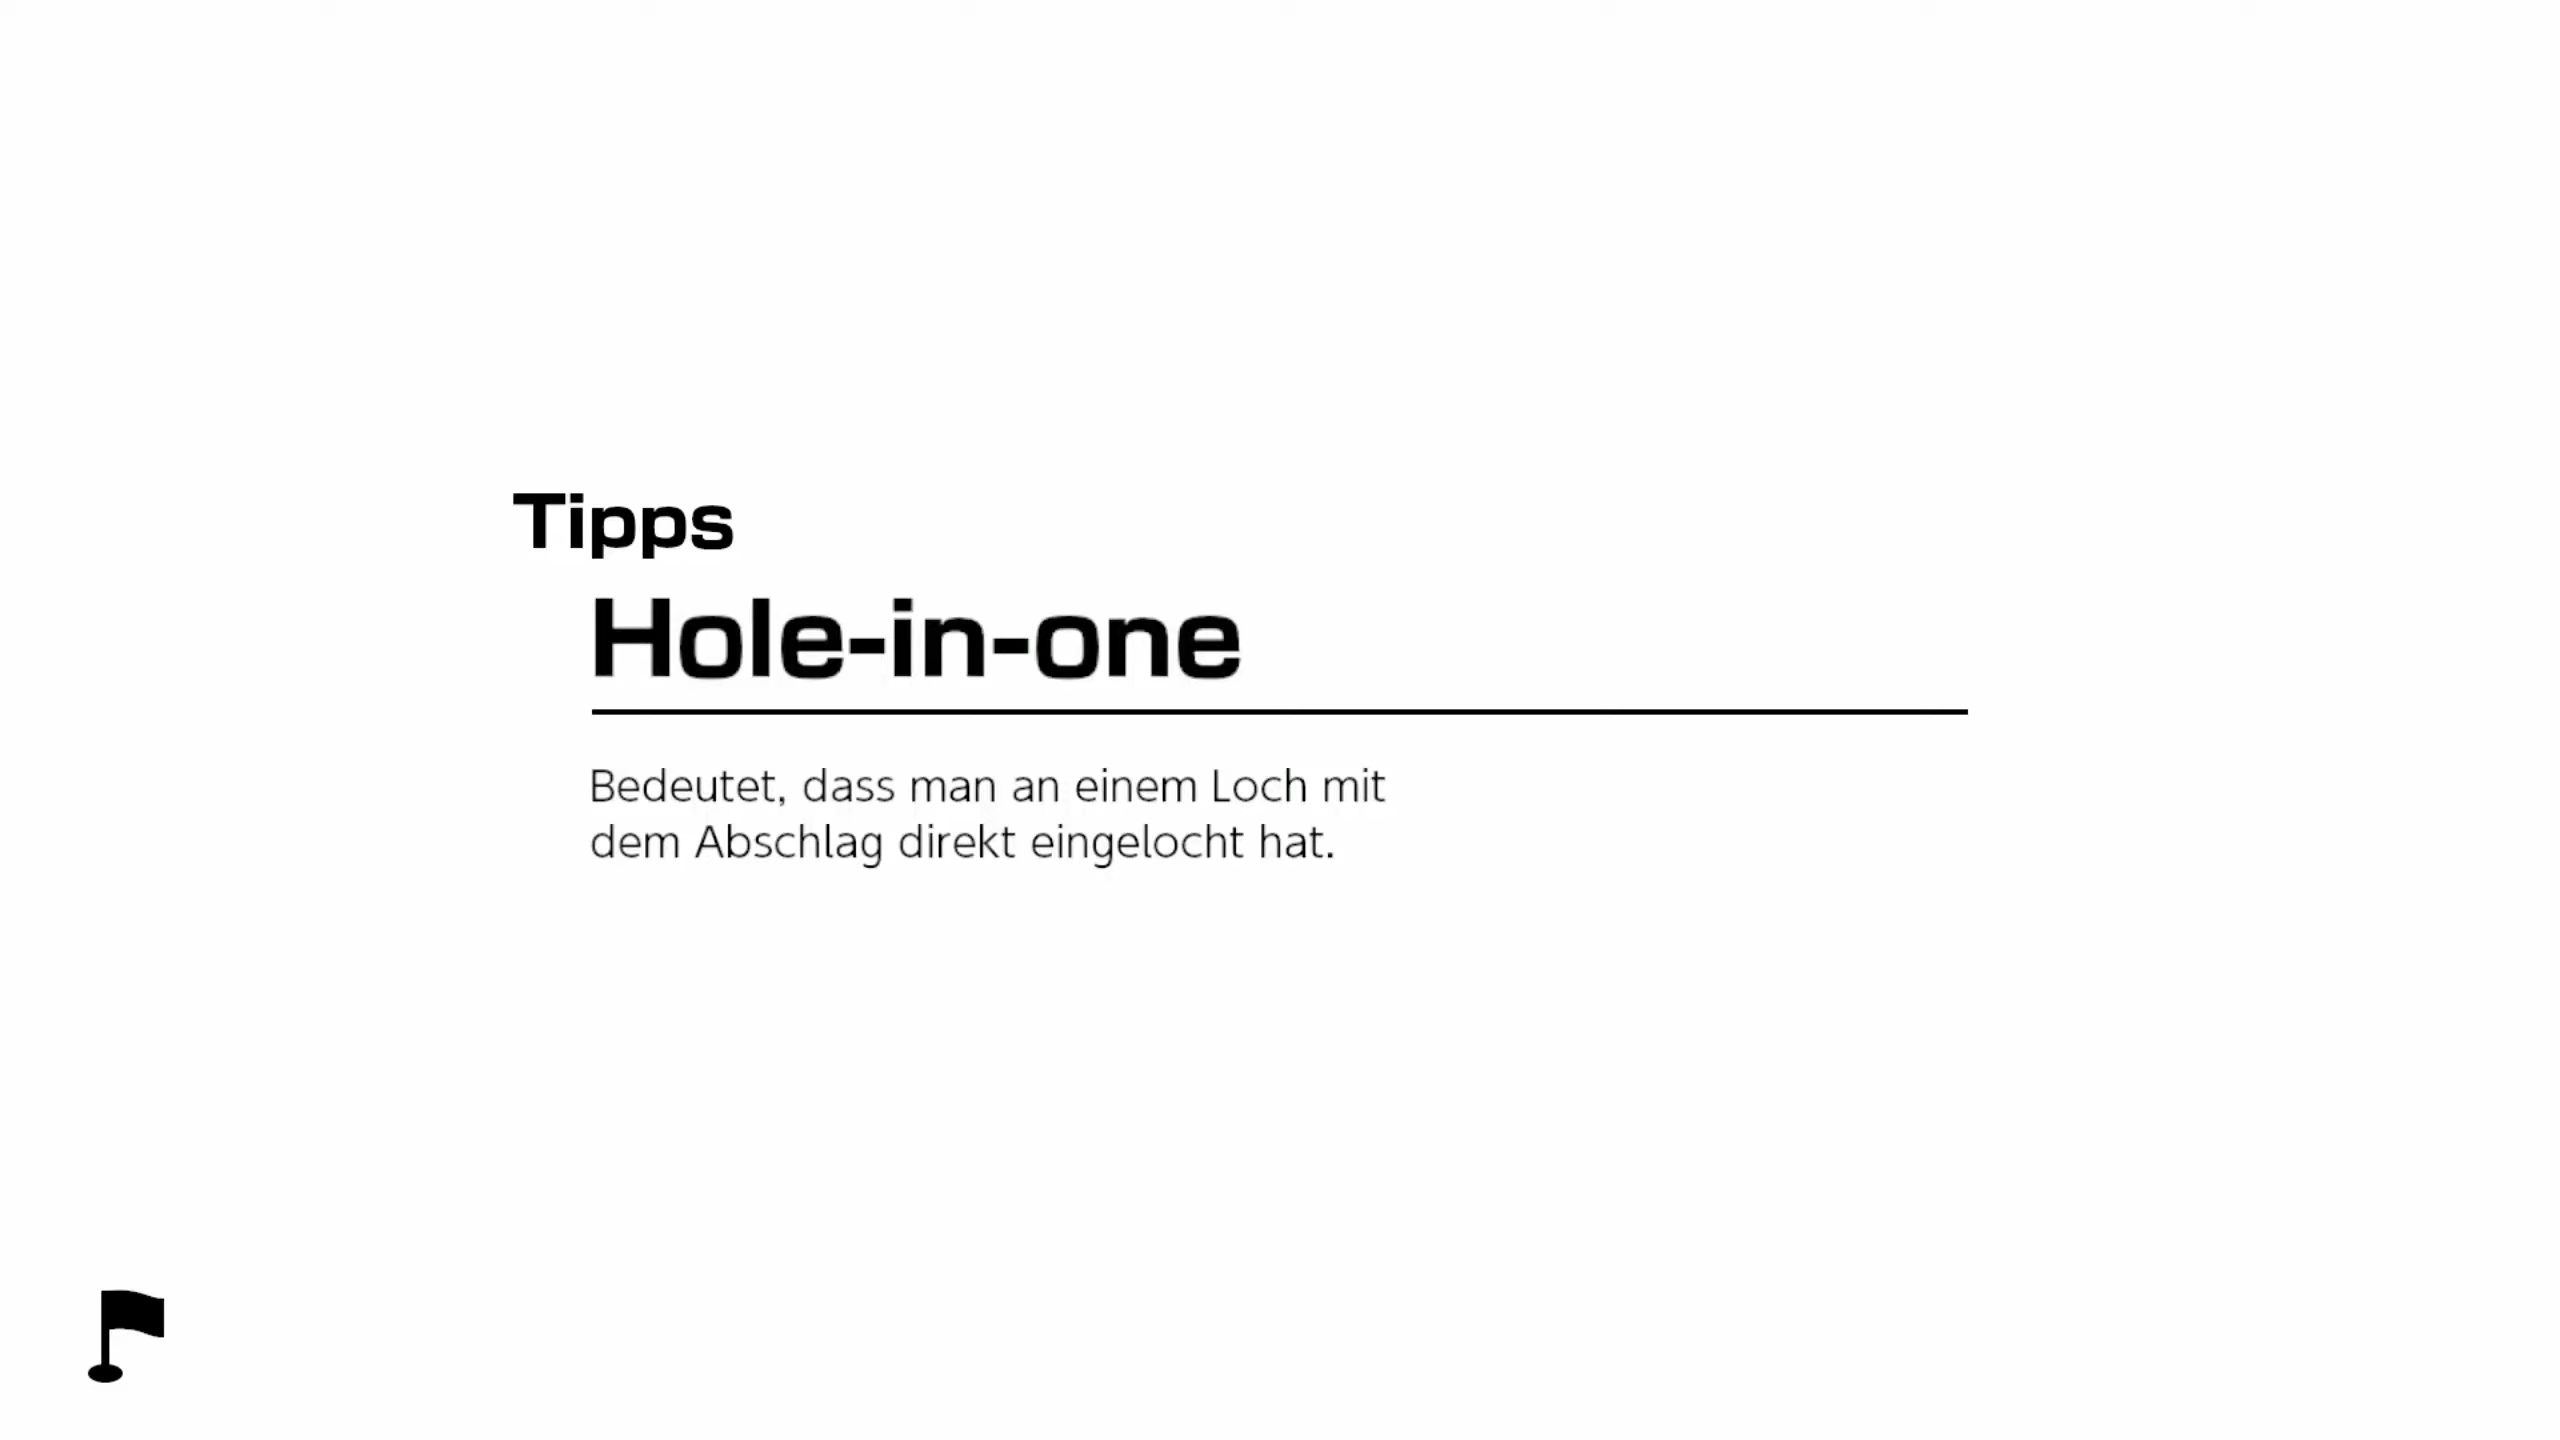 Tipps
Hole-in-one
Bedeutet, dass man an einem Loch mit
dem Abschlag direkt eingelocht hat.